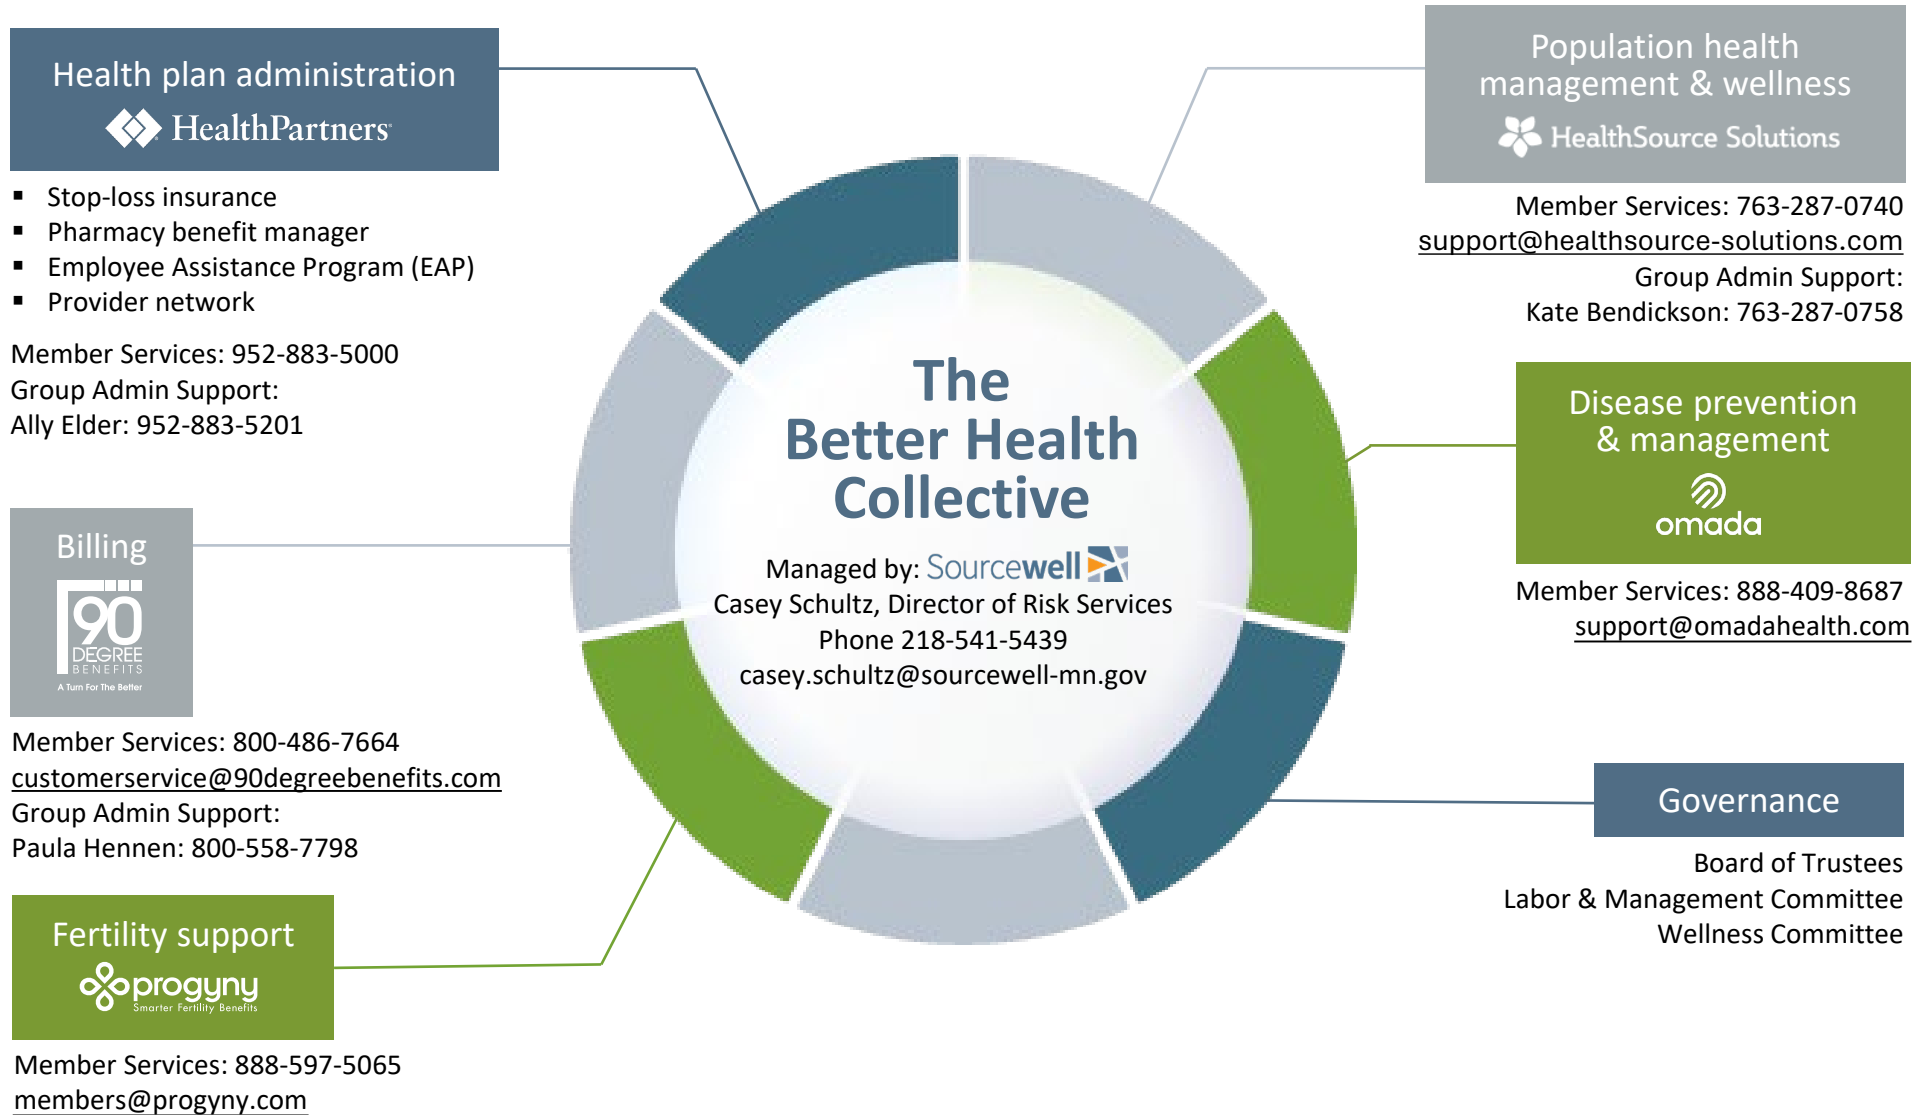 Health plan administration
HealthPartners
▪ Stop-loss insurance
▪ Pharmacy benefit manager
▪ Employee Assistance Program (EAP)
▪ Provider network
Member Services: 952-883-5000
Group Admin Support:
Ally Elder: 952-883-5201
Billing
90
DEGREE
BENEFITS
A Turn For The Better
Member Services: 800-486-7664
customerservice@90degreebenefits.com
Group Admin Support:
Paula Hennen: 800-558-7798
Fertility support
progyny
Smarter Fertility Benefits
Member Services: 888-597-5065
members@progyny.com
The
Better Health
Collective
Managed by: Sourcewell
Casey Schultz, Director of Risk Services
Phone 218-541-5439
casey.schultz@sourcewell-mn.gov
Population health
management & wellness
HealthSource Solutions
Member Services: 763-287-0740
support@healthsource-solutions.com
Group Admin Support:
Kate Bendickson: 763-287-0758
Disease prevention
& management
omada
Member Services: 888-409-8687
support@omadahealth.com
Governance
Board of Trustees
Labor & Management Committee
Wellness Committee